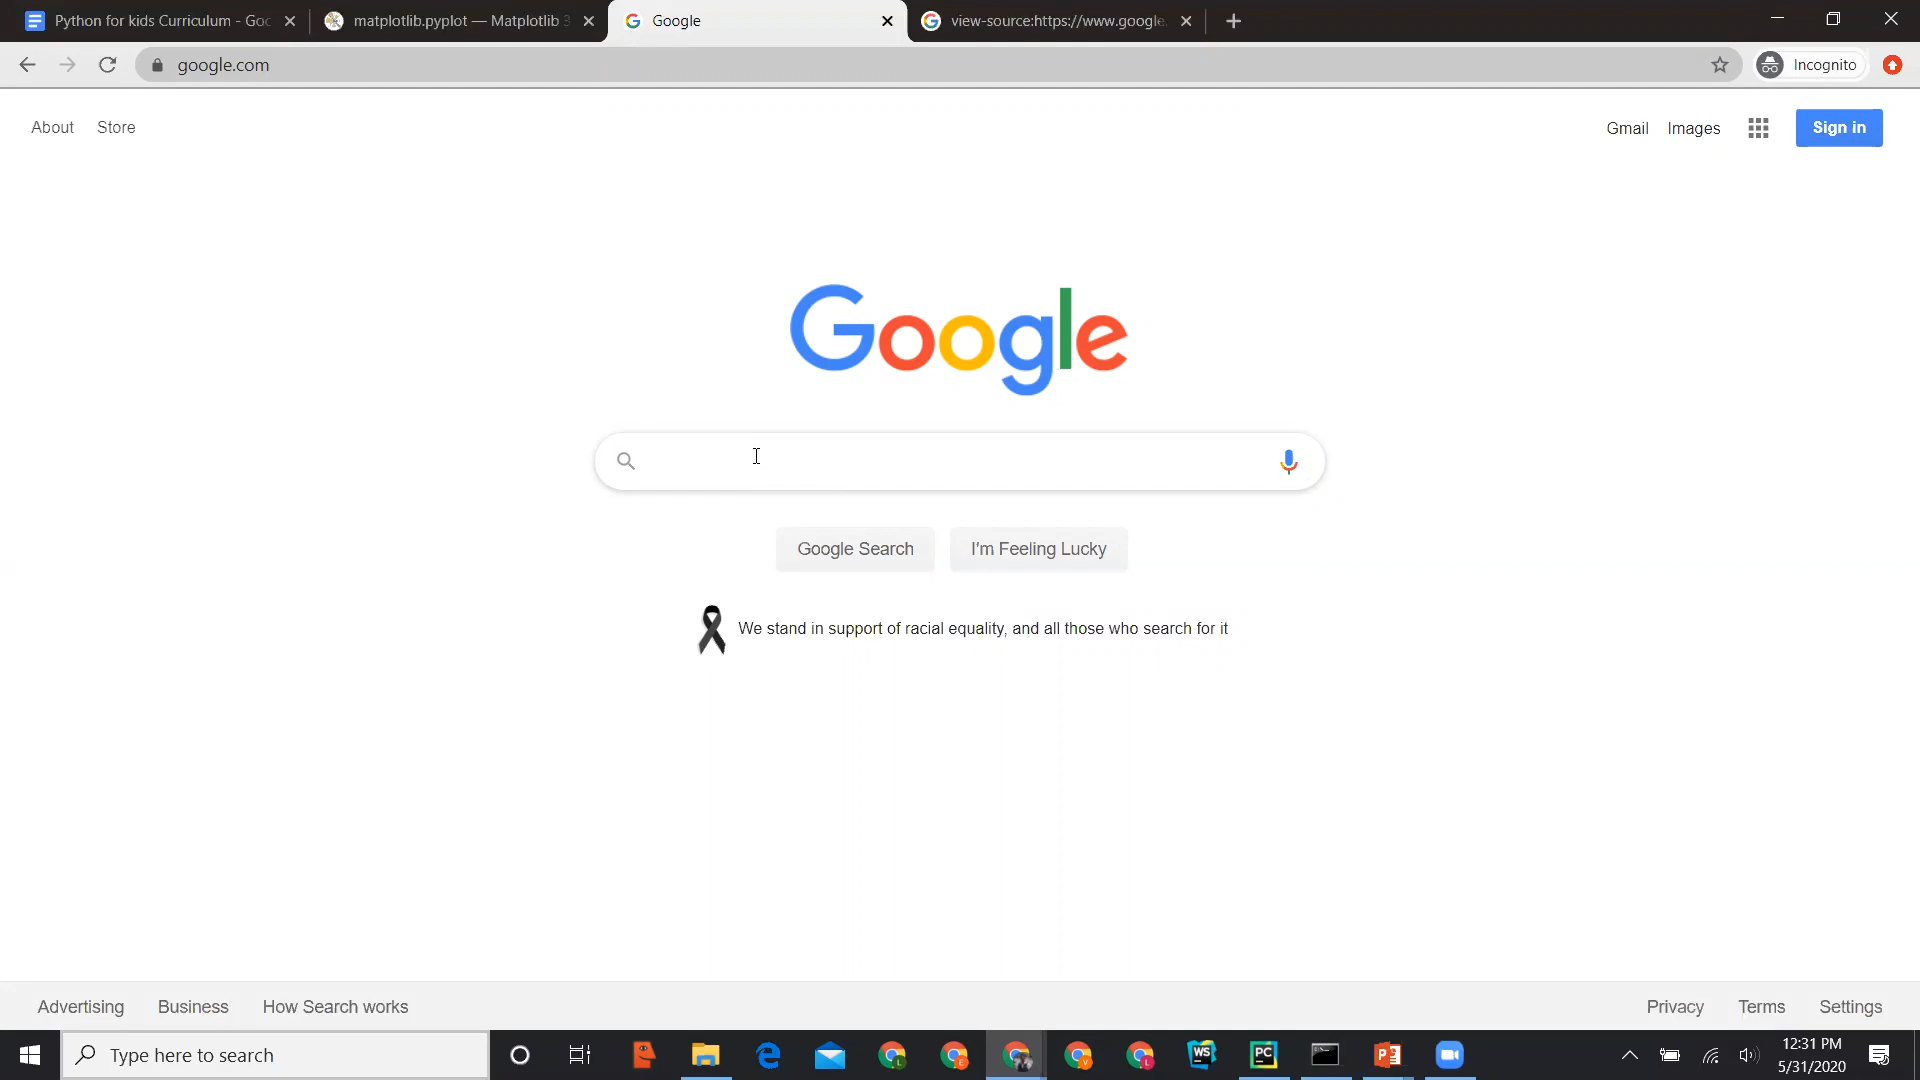 Python for kids Curriculum - Goo
matplotlib.pyplot — Matplotlib 3
Google
view-source:https://www.google.
google.com
Incognito
About
Store
Gmail
Images
Sign in
Google
Google Search
I'm Feeling Lucky
We stand in support of racial equality, and all those who search for it
Advertising
Business
How Search works
Privacy
Terms
Settings
Type here to search
L
E
V
L
WS
PC
P
12:31 PM
5/31/2020